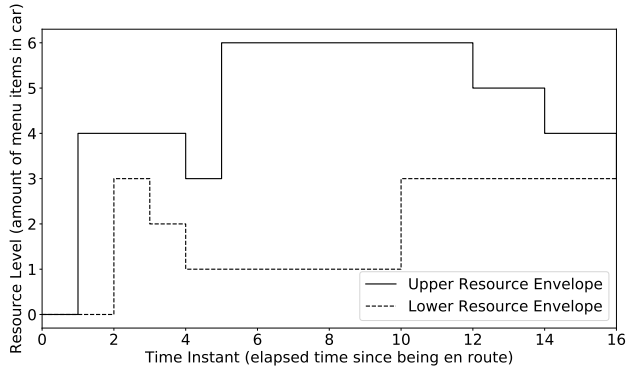 Resource Level (amount of menu items in car)
6
5
4
3
2
1
0
0 2 4 6 8 10 12 14 16
Time Instant (elapsed time since being en route)
Upper Resource Envelope
Lower Resource Envelope